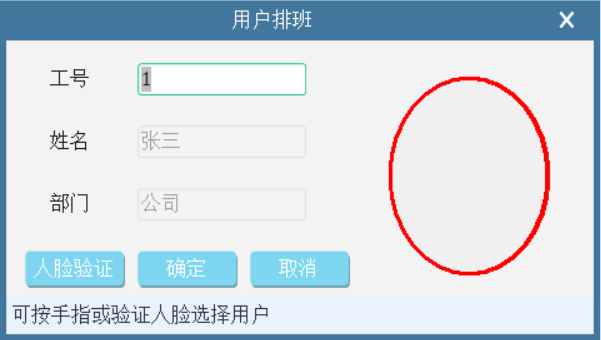 用户排班
工号 1
姓名 张三
部门 公司
人脸验证 确定 取消
可按手指或验证人脸选择用户